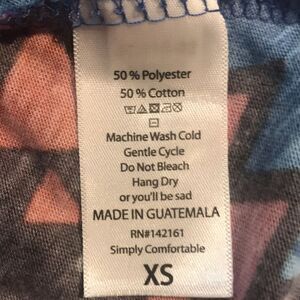 50 % Polyester
50 % Cotton
Machine Wash Cold
Gentle Cycle
Do Not Bleach
Hang Dry
or you'll be sad
MADE IN GUATEMALA
RN#142161
Simply Comfortable
XS